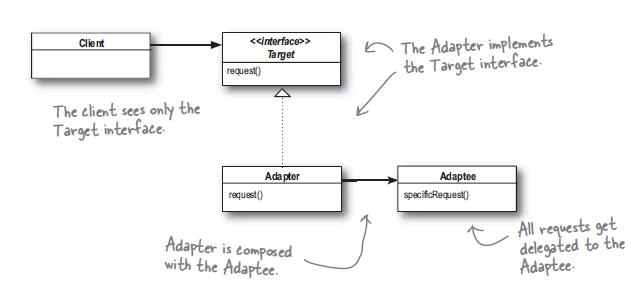 Client
<<interface>>
Target
request()
The Adapter implements
the Target interface.
The client sees only the
Target interface.
Adapter
request()
Adaptee
specificRequest()
Adapter is composed
with the Adaptee.
All requests get
delegated to the
Adaptee.